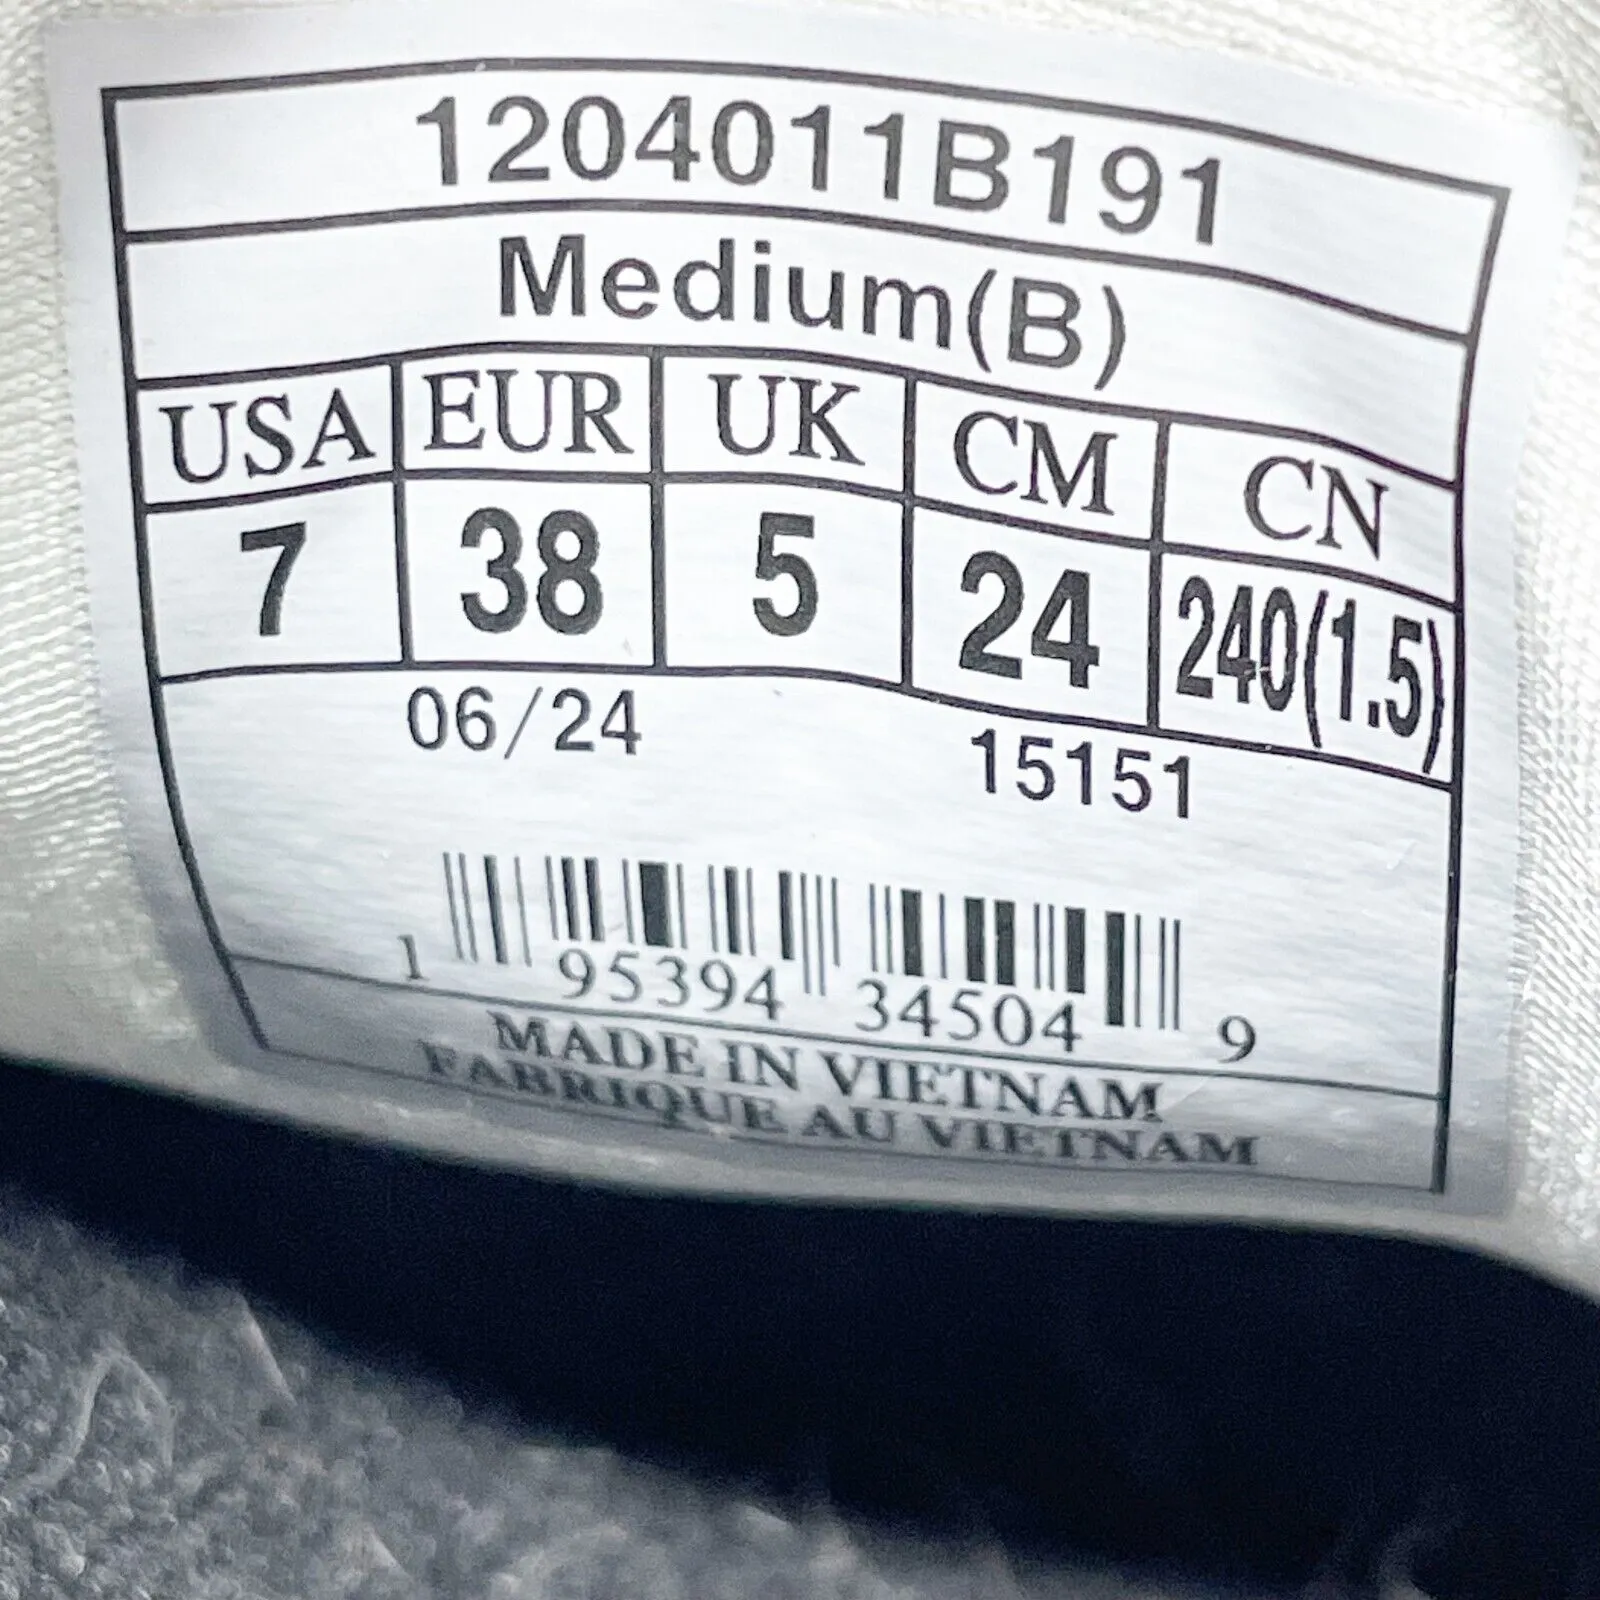 1204011B191
Medium(B)
USA EUR UK CM CN
7 38 5 24 240(1.5)
06/24 15151
1 95394 34504 9
MADE IN VIETNAM
FABRIQUE AU VIETNAM